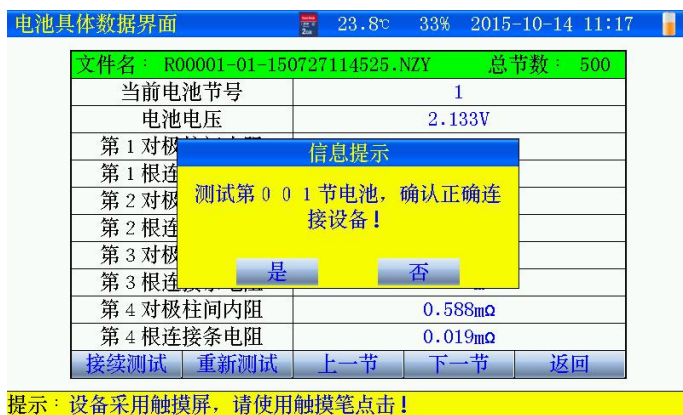 电池具体数据界面 23.8℃ 33% 2015-10-14 11:17
文件名： R00001-01-150727114525.NZY 总节数： 500
当前电池节号 1
电池电压 2.133V
第1对极
信息提示
第1根连
测试第001节电池，确认正确连
第2对极
接设备！
第2根连
第3对极
是 否
第3根连
第4对极柱间内阻 0.588mΩ
第4根连接条电阻 0.019mΩ
接续测试 重新测试 上一节 下一节 返回
提示：设备采用触摸屏，请使用触摸笔点击！